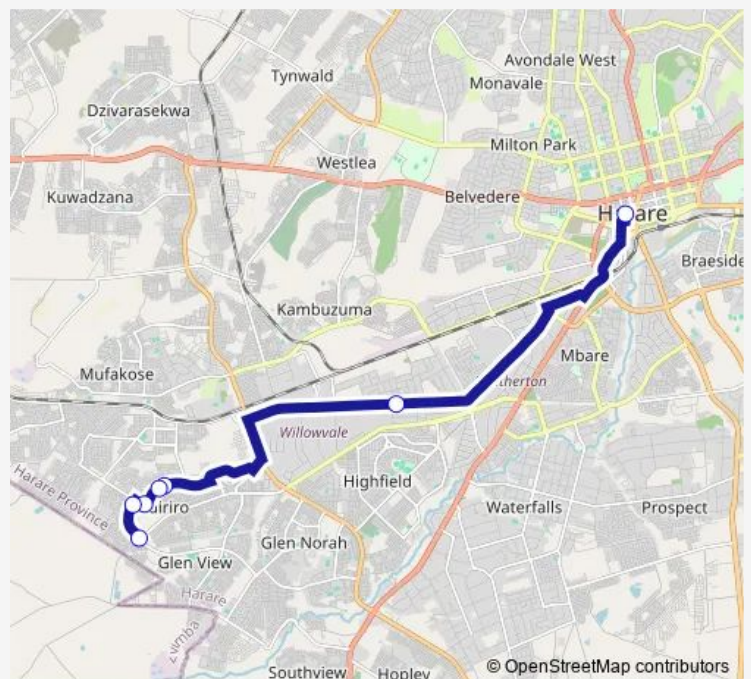 Avondale West
Tynwald
Monavale
Dzivarasekwa
Milton Park
Westlea
Kuwadzana
Belvedere
Braeside
Kambuzuma
Mbare
Mufakose
Willowvale
Highfield
Harare Province
Waterfalls
Prospect
Glen Norah
Glen View
Harare
Zvimba
Southview
Hopley
© OpenStreetMap contributors